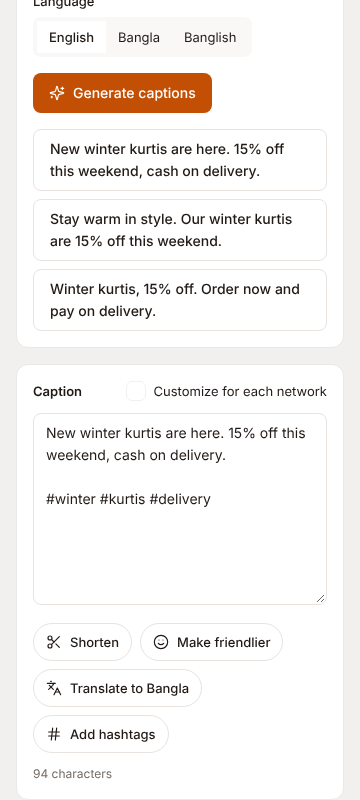 Language
English
Bangla
Banglish
Generate captions
New winter kurtis are here. 15% off
this weekend, cash on delivery.
Stay warm in style. Our winter kurtis
are 15% off this weekend.
Winter kurtis, 15% off. Order now and
pay on delivery.
Caption
Customize for each network
New winter kurtis are here. 15% off this
weekend, cash on delivery.
#winter #kurtis #delivery
Shorten
Make friendlier
Translate to Bangla
Add hashtags
94 characters